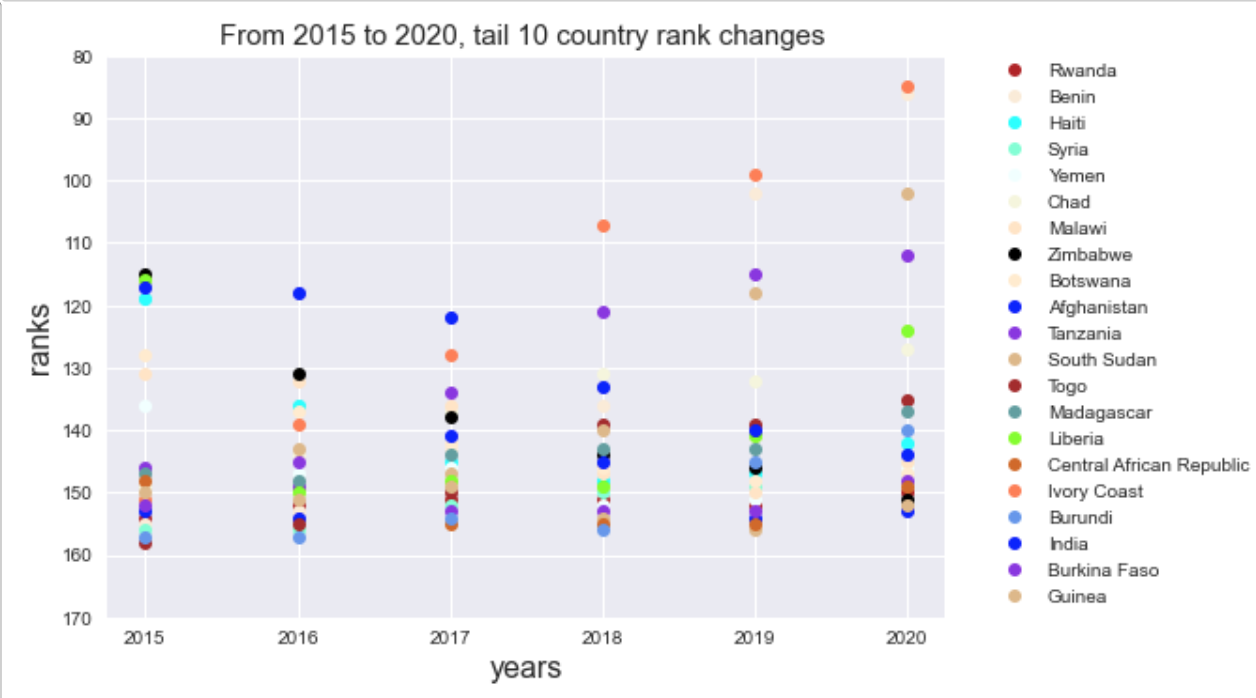 From 2015 to 2020, tail 10 country rank changes
80
90
100
110
120
130
140
150
160
170
ranks
2015 2016 2017 2018 2019 2020
years
Rwanda
Benin
Haiti
Syria
Yemen
Chad
Malawi
Zimbabwe
Botswana
Afghanistan
Tanzania
South Sudan
Togo
Madagascar
Liberia
Central African Republic
Ivory Coast
Burundi
India
Burkina Faso
Guinea